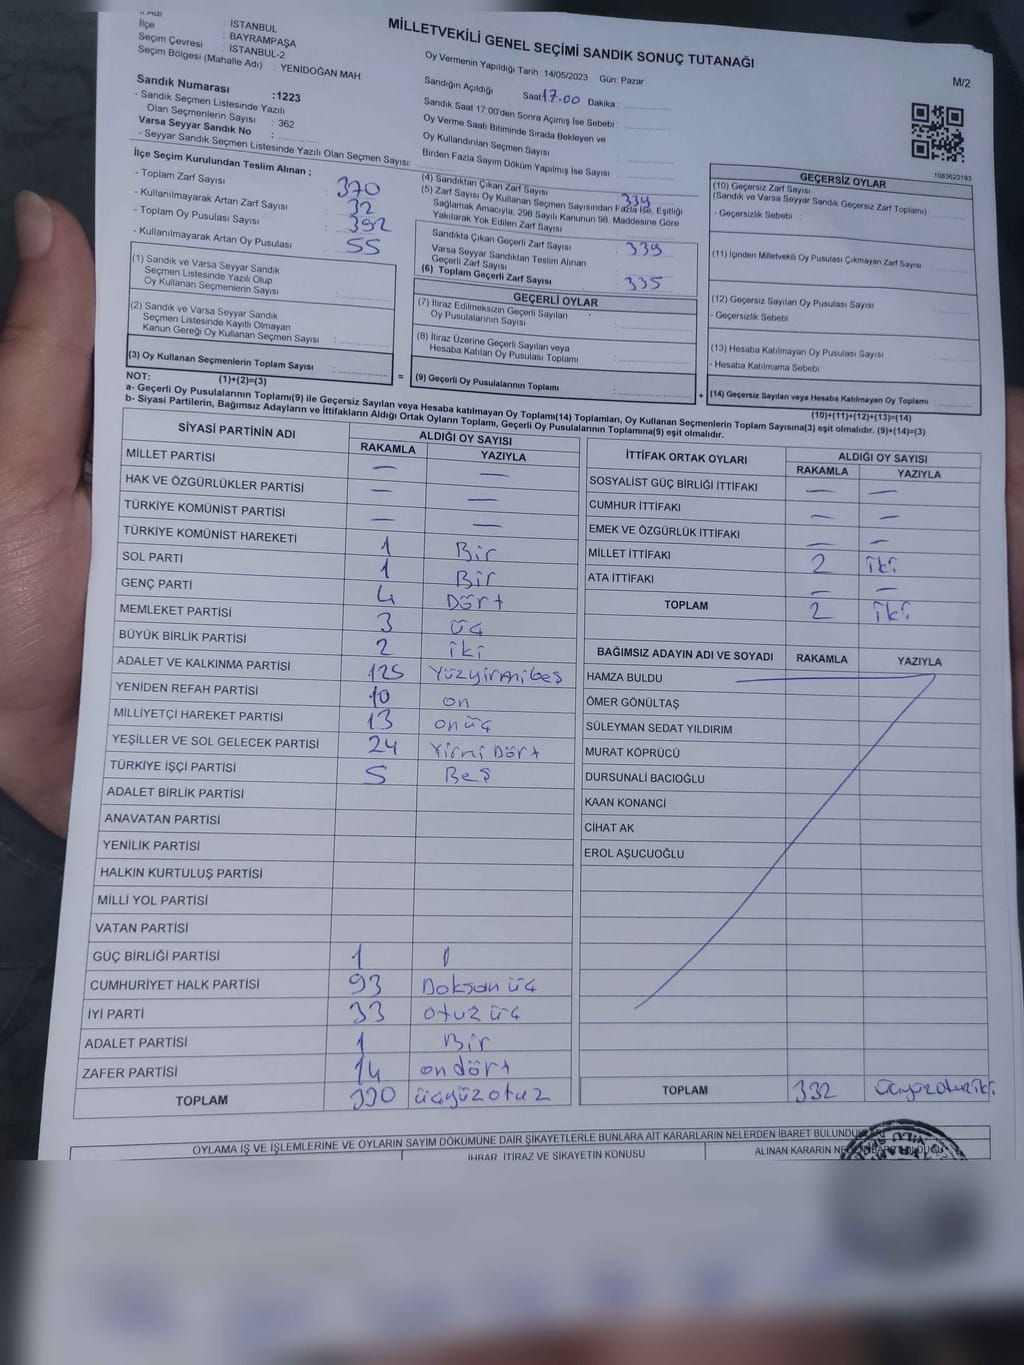 İlçe : İSTANBUL
Seçim Çevresi : BAYRAMPAŞA
: İSTANBUL-2
Seçim Bölgesi (Mahalle Adı) : YENİDOĞAN MAH.
MİLLETVEKİLİ GENEL SEÇİMİ SANDIK SONUÇ TUTANAĞI
M/2
Sandık Numarası :1223
- Sandık Seçmen Listesinde Yazılı
Olan Seçmenlerin Sayısı : 362
Varsa Seyyar Sandık No :
- Seyyar Sandık Seçmen Listesinde Yazılı Olan Seçmen Sayısı:
Oy Vermenin Yapıldığı Tarih :14/05/2023 Gün: Pazar
Sandığın Açıldığı Saat 17.00 Dakika :
Sandık Saat 17:00'den Sonra Açımış İse Sebebi :
Oy Verme Saati Bitiminde Sırada Bekleyen ve
Oy Kullandırılan Seçmen Sayısı :
Birden Fazla Sayım Döküm Yapılmış İse Sayısı :
1083623193
İlçe Seçim Kurulundan Teslim Alınan ;
- Toplam Zarf Sayısı : 370
- Kullanılmayarak Artan Zarf Sayısı : 32
- Toplam Oy Pusulası Sayısı : 392
- Kullanılmayarak Artan Oy Pusulası : 55
(4) Sandıktan Çıkan Zarf Sayısı : 339
(5) Zarf Sayısı Oy Kullanan Seçmen Sayısından Fazla İse, Eşitliği
Sağlamak Amacıyla, 298 Sayılı Kanunun 98. Maddesine Göre
Yakılarak Yok Edilen Zarf Sayısı :
Sandıkta Çıkan Geçerli Zarf Sayısı : 339
Varsa Seyyar Sandıktan Teslim Alınan
Geçerli Zarf Sayısı :
(6) Toplam Geçerli Zarf Sayısı : 335
GEÇERSİZ OYLAR
(10) Geçersiz Zarf Sayısı
(Sandık ve Varsa Seyyar Sandık Geçersiz Zarf Toplamı) :
- Geçersizlik Sebebi :
(11) İçinden Milletvekili Oy Pusulası Çıkmayan Zarf Sayısı :
(12) Geçersiz Sayılan Oy Pusulası Sayısı :
- Geçersizlik Sebebi :
(13) Hesaba Katılmayan Oy Pusulası Sayısı :
- Hesaba Katılmama Sebebi
(14) Geçersiz Sayılan veya Hesaba Katılmayan Oy Toplamı :
(10)+(11)+(12)+(13)=(14)
(1) Sandık ve Varsa Seyyar Sandık
Seçmen Listesinde Yazılı Olup
Oy Kullanan Seçmenlerin Sayısı :
(2) Sandık ve Varsa Seyyar Sandık
Seçmen Listesinde Kayıtlı Olmayan
Kanun Gereği Oy Kullanan Seçmen Sayısı :
(3) Oy Kullanan Seçmenlerin Toplam Sayısı :
(1)+(2)=(3)
GEÇERLİ OYLAR
(7) İtiraz Edilmeksizin Geçerli Sayılan
Oy Pusulalarının Sayısı :
(8) İtiraz Üzerine Geçerli Sayılan veya
Hesaba Katılan Oy Pusulası Toplamı :
= (9) Geçerli Oy Pusulalarının Toplamı : +
NOT:
a- Geçerli Oy Pusulalarının Toplamı(9) ile Geçersiz Sayılan veya Hesaba katılmayan Oy Toplamı(14) Toplamları, Oy Kullanan Seçmenlerin Toplam Sayısına(3) eşit olmalıdır. (9)+(14)=(3)
b- Siyasi Partilerin, Bağımsız Adayların ve İttifakların Aldığı Ortak Oyların Toplamı, Geçerli Oy Pusulalarının Toplamına(9) eşit olmalıdır.
SİYASİ PARTİNİN ADI ALDIĞI OY SAYISI
RAKAMLA YAZIYLA
MİLLET PARTİSİ — —
HAK VE ÖZGÜRLÜKLER PARTİSİ — —
TÜRKİYE KOMÜNİST PARTİSİ — —
TÜRKİYE KOMÜNİST HAREKETİ 1 Bir
SOL PARTİ 1 Bir
GENÇ PARTİ 4 Dört
MEMLEKET PARTİSİ 3 üç
BÜYÜK BİRLİK PARTİSİ 2 iki
ADALET VE KALKINMA PARTİSİ 125 Yüzyirmibeş
YENİDEN REFAH PARTİSİ 10 on
MİLLİYETÇİ HAREKET PARTİSİ 13 onüç
YEŞİLLER VE SOL GELECEK PARTİSİ 24 Yirmi Dört
TÜRKİYE İŞÇİ PARTİSİ 5 Beş
ADALET BİRLİK PARTİSİ
ANAVATAN PARTİSİ
YENİLİK PARTİSİ
HALKIN KURTULUŞ PARTİSİ
MİLLİ YOL PARTİSİ
VATAN PARTİSİ
GÜÇ BİRLİĞİ PARTİSİ 1
CUMHURİYET HALK PARTİSİ 93 Doksan üç
İYİ PARTİ 33 otuz üç
ADALET PARTİSİ 1 Bir
ZAFER PARTİSİ 14 ondört
TOPLAM 330 üçyüzotuz
İTTİFAK ORTAK OYLARI ALDIĞI OY SAYISI
RAKAMLA YAZIYLA
SOSYALİST GÜÇ BİRLİĞİ İTTİFAKI — —
CUMHUR İTTİFAKI — —
EMEK VE ÖZGÜRLÜK İTTİFAKI — —
MİLLET İTTİFAKI 2 iki
ATA İTTİFAKI — —
TOPLAM 2 iki
BAĞIMSIZ ADAYIN ADI VE SOYADI RAKAMLA YAZIYLA
HAMZA BULDU
ÖMER GÖNÜLTAŞ
SÜLEYMAN SEDAT YILDIRIM
MURAT KÖPRÜCÜ
DURSUNALİ BACIOĞLU
KAAN KONANCİ
CİHAT AK
EROL AŞUCUOĞLU
TOPLAM 332 üçyüzotuziki
OYLAMA İŞ VE İŞLEMLERİNE VE OYLARIN SAYIM DÖKÜMÜNE DAİR ŞİKAYETLERLE BUNLARA AİT KARARLARIN NELERDEN İBARET BULUNDUĞU
İHBAR, İTİRAZ VE ŞİKAYETİN KONUSU
ALINAN KARARIN